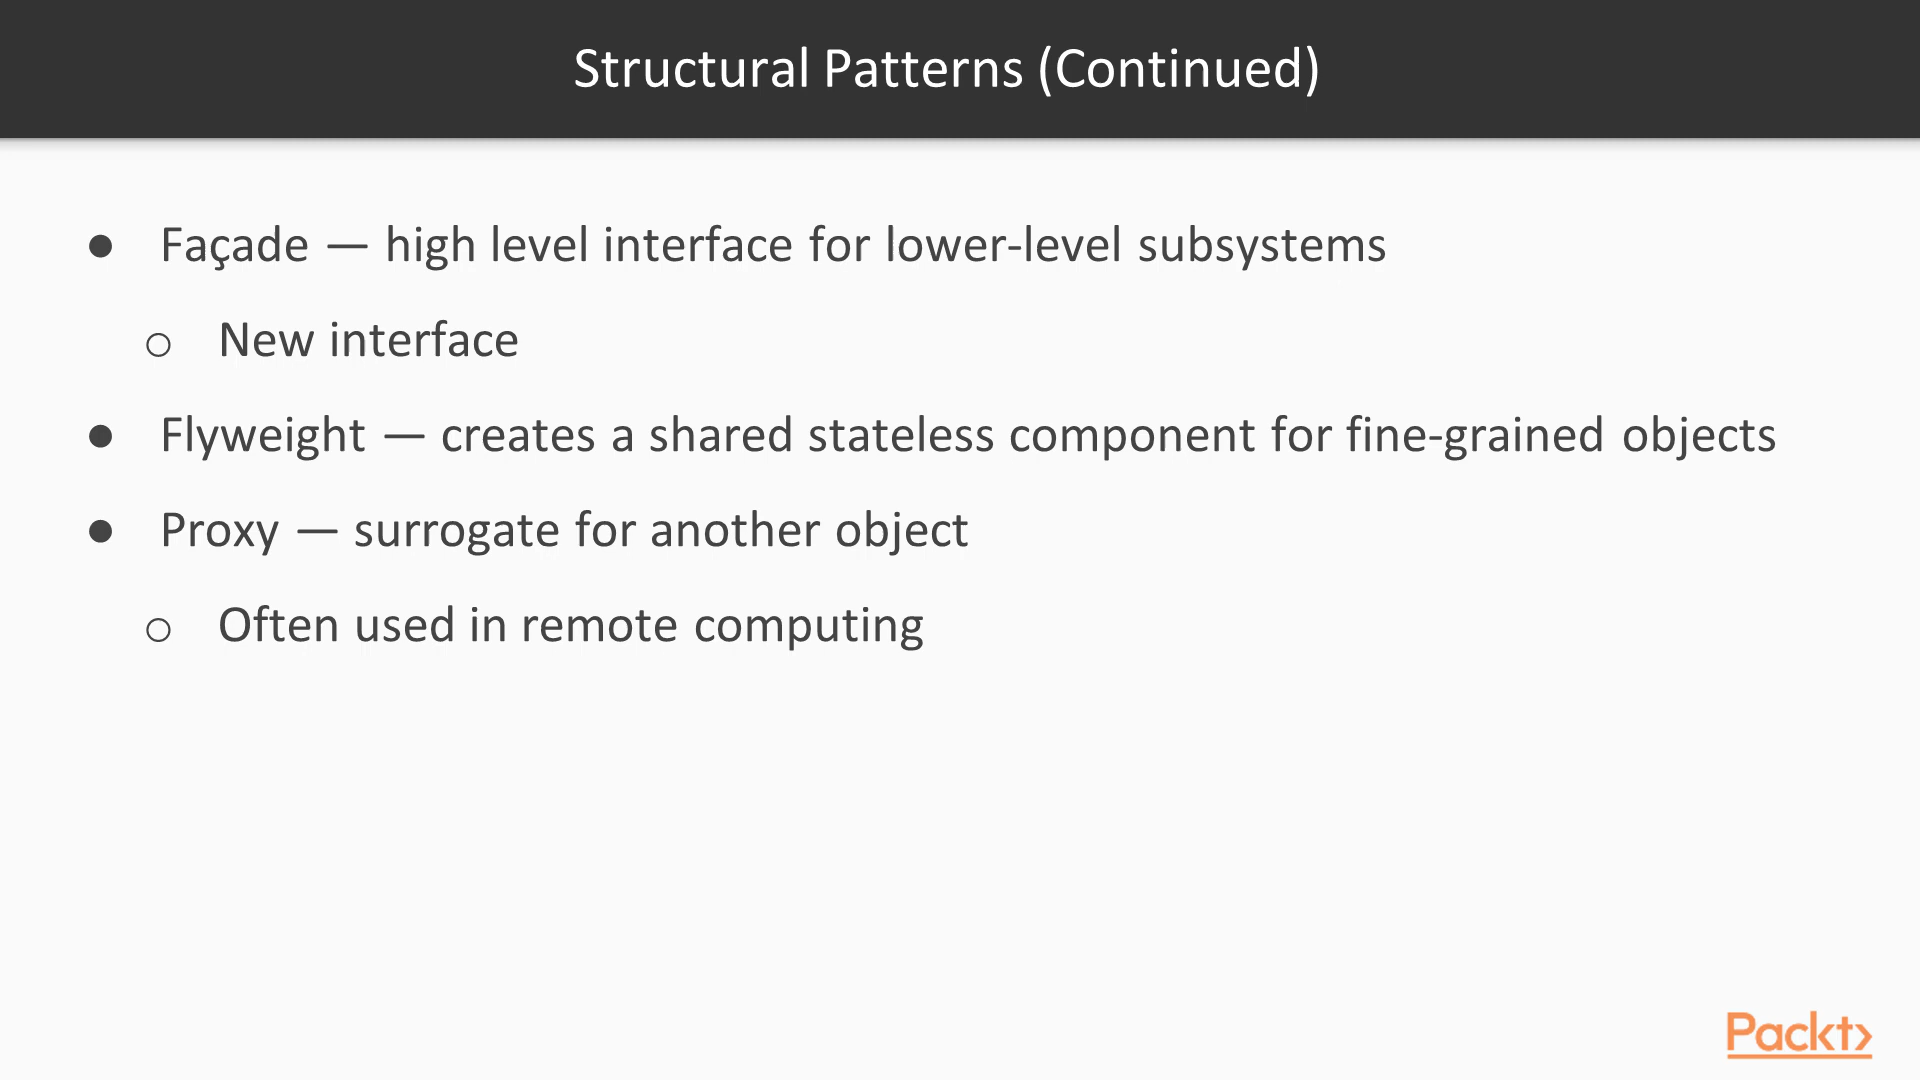 Structural Patterns (Continued)
● Façade — high level interface for lower-level subsystems
○ New interface
● Flyweight — creates a shared stateless component for fine-grained objects
● Proxy — surrogate for another object
○ Often used in remote computing
Packt>